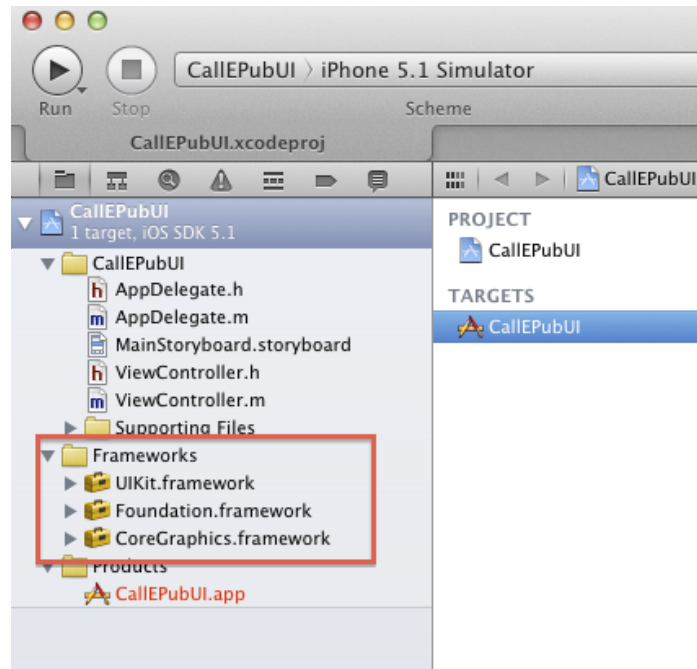 CallEPubUI > iPhone 5.1 Simulator
Run Stop Scheme
CallEPubUI.xcodeproj
CallEPubUI
CallEPubUI
1 target, iOS SDK 5.1
CallEPubUI
h AppDelegate.h
m AppDelegate.m
MainStoryboard.storyboard
h ViewController.h
m ViewController.m
Supporting Files
Frameworks
UIKit.framework
Foundation.framework
CoreGraphics.framework
Products
CallEPubUI.app
PROJECT
CallEPubUI
TARGETS
CallEPubUI